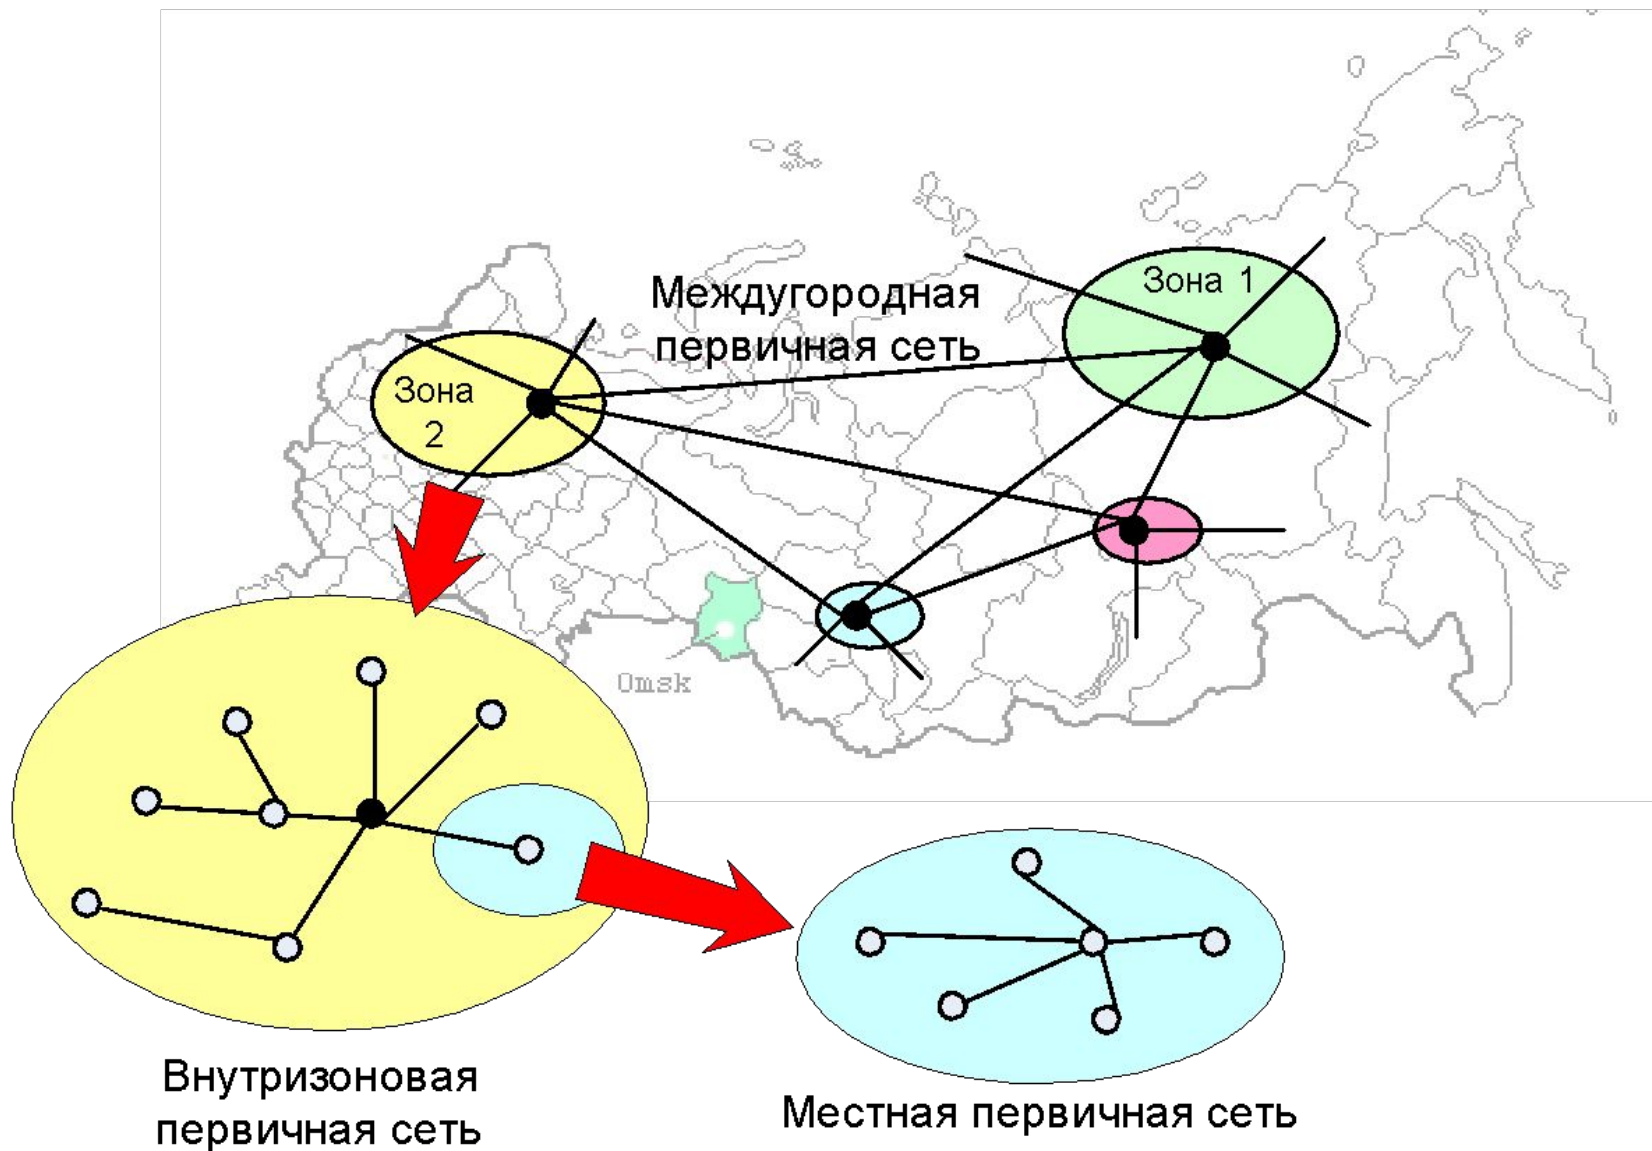 Междугородная
первичная сеть
Зона 1
Зона
2
Omsk
Внутризоновая
первичная сеть
Местная первичная сеть